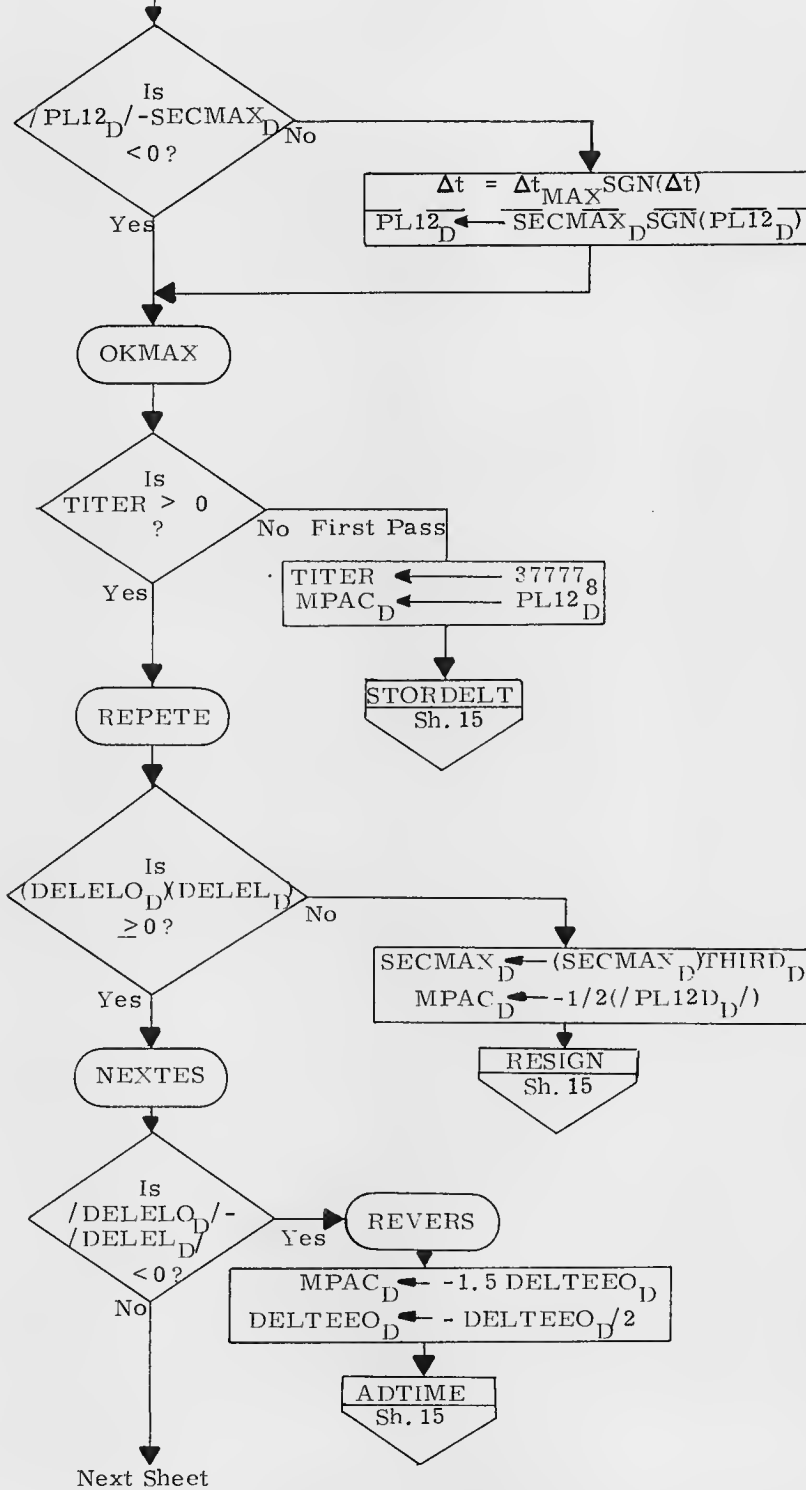 Is
/PL12D/-SECMAXD
<0?
No
Yes
Δt = ΔtMAXSGN(Δt)
PL12D ← SECMAXDSGN(PL12D)
OKMAX
Is
TITER > 0
?
No First Pass
Yes
TITER ← 377778
MPACD ← PL12D
STORDELT
Sh. 15
REPETE
Is
(DELELOD)(DELELD)
≥0?
No
Yes
SECMAXD ← (SECMAXD)THIRDD
MPACD ← -1/2(/PL12DD/)
RESIGN
Sh. 15
NEXTES
Is
/DELELOD/-
/DELELD/
<0?
Yes
No
REVERS
MPACD ← -1.5 DELTEEOD
DELTEEOD ← - DELTEEOD/2
ADTIME
Sh. 15
Next Sheet